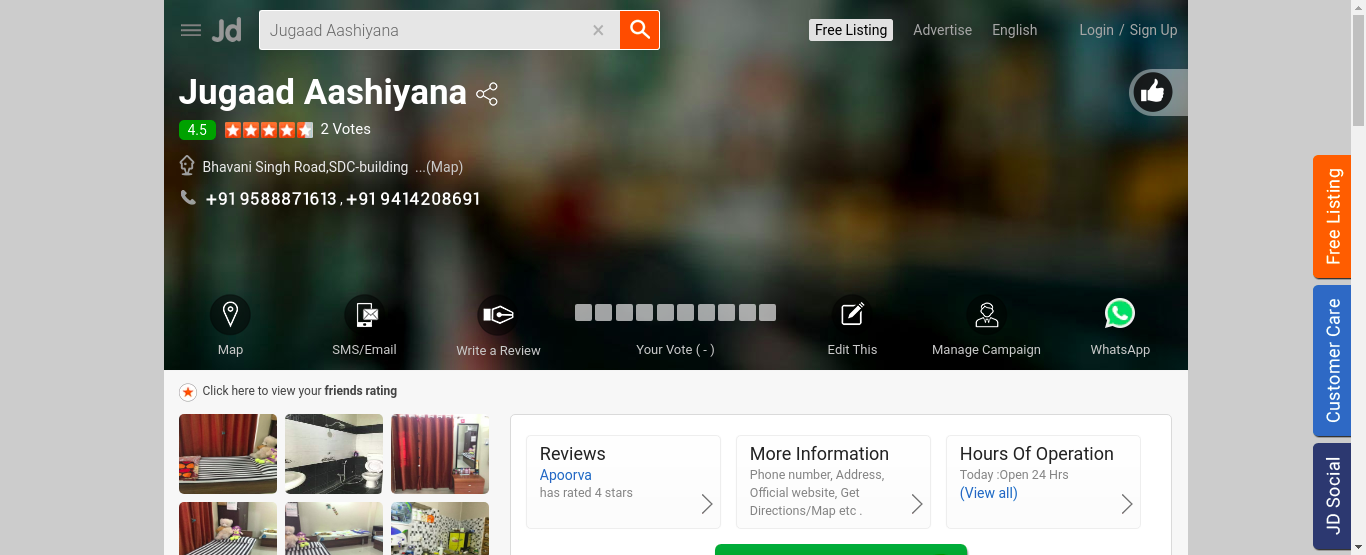 Jd
Jugaad Aashiyana ×
Free Listing Advertise English Login / Sign Up
Jugaad Aashiyana
4.5 2 Votes
Bhavani Singh Road,SDC-building ...(Map)
+91 9588871613 , +91 9414208691
Map SMS/Email Write a Review Your Vote ( - ) Edit This Manage Campaign WhatsApp
Click here to view your friends rating
Reviews
Apoorva
has rated 4 stars
More Information
Phone number, Address,
Official website, Get
Directions/Map etc .
Hours Of Operation
Today :Open 24 Hrs
(View all)
Free Listing
Customer Care
JD Social